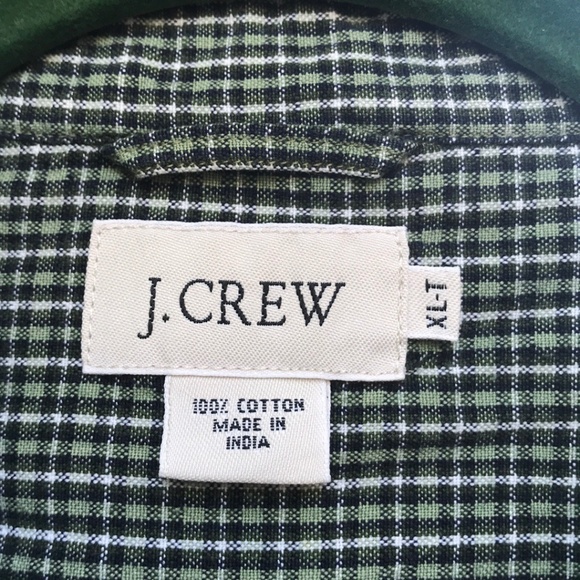 J.CREW
XL-T
100% COTTON
MADE IN
INDIA